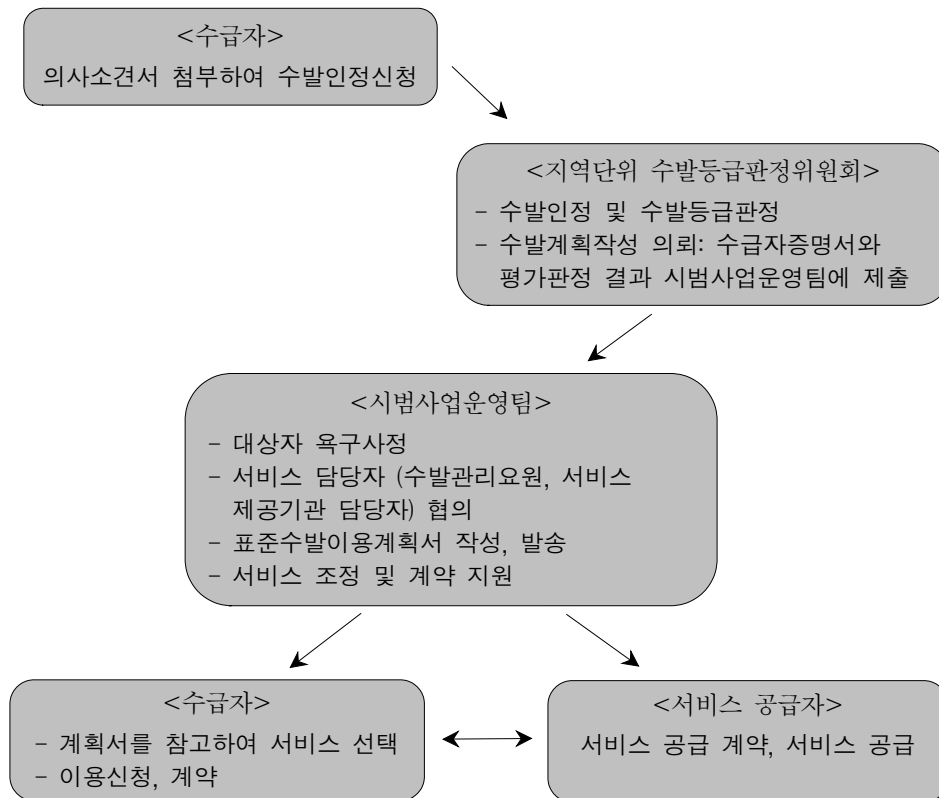 <수급자>
의사소견서 첨부하여 수발인정신청
<지역단위 수발등급판정위원회>
- 수발인정 및 수발등급판정
- 수발계획작성 의뢰: 수급자증명서와
평가판정 결과 시범사업운영팀에 제출
<시범사업운영팀>
- 대상자 욕구사정
- 서비스 담당자 (수발관리요원, 서비스
제공기관 담당자) 협의
- 표준수발이용계획서 작성, 발송
- 서비스 조정 및 계약 지원
<수급자>
- 계획서를 참고하여 서비스 선택
- 이용신청, 계약
<서비스 공급자>
서비스 공급 계약, 서비스 공급